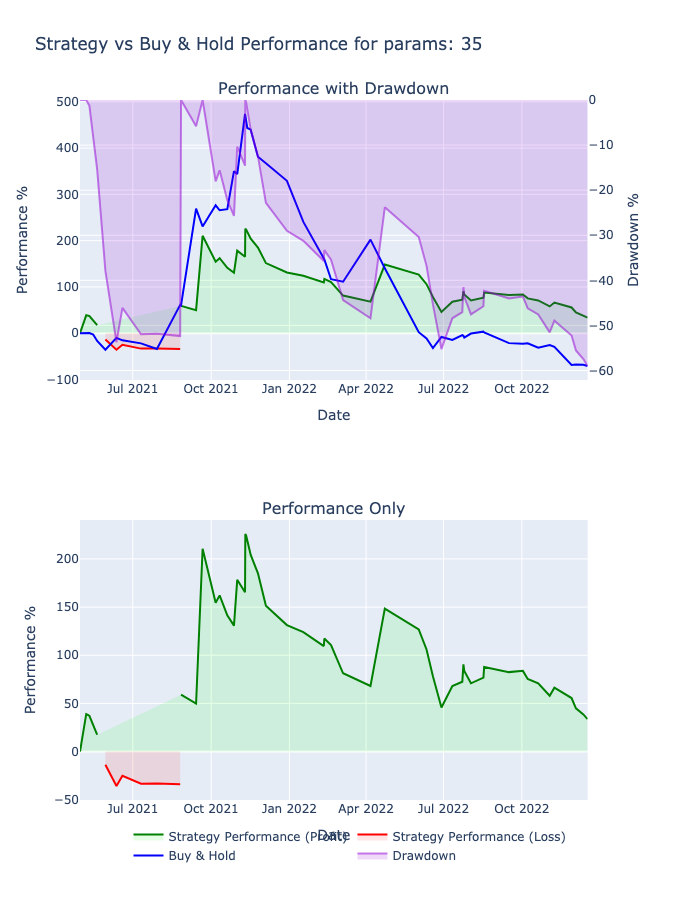 Strategy vs Buy & Hold Performance for params: 35
Performance with Drawdown
500
400
300
200
100
0
−100
0
−10
−20
−30
−40
−50
−60
Performance %
Drawdown %
Jul 2021
Oct 2021
Jan 2022
Apr 2022
Jul 2022
Oct 2022
Date
Performance Only
200
150
100
50
0
−50
Performance %
Jul 2021
Oct 2021
Jan 2022
Apr 2022
Jul 2022
Oct 2022
Date
Strategy Performance (Profit)
Strategy Performance (Loss)
Buy & Hold
Drawdown